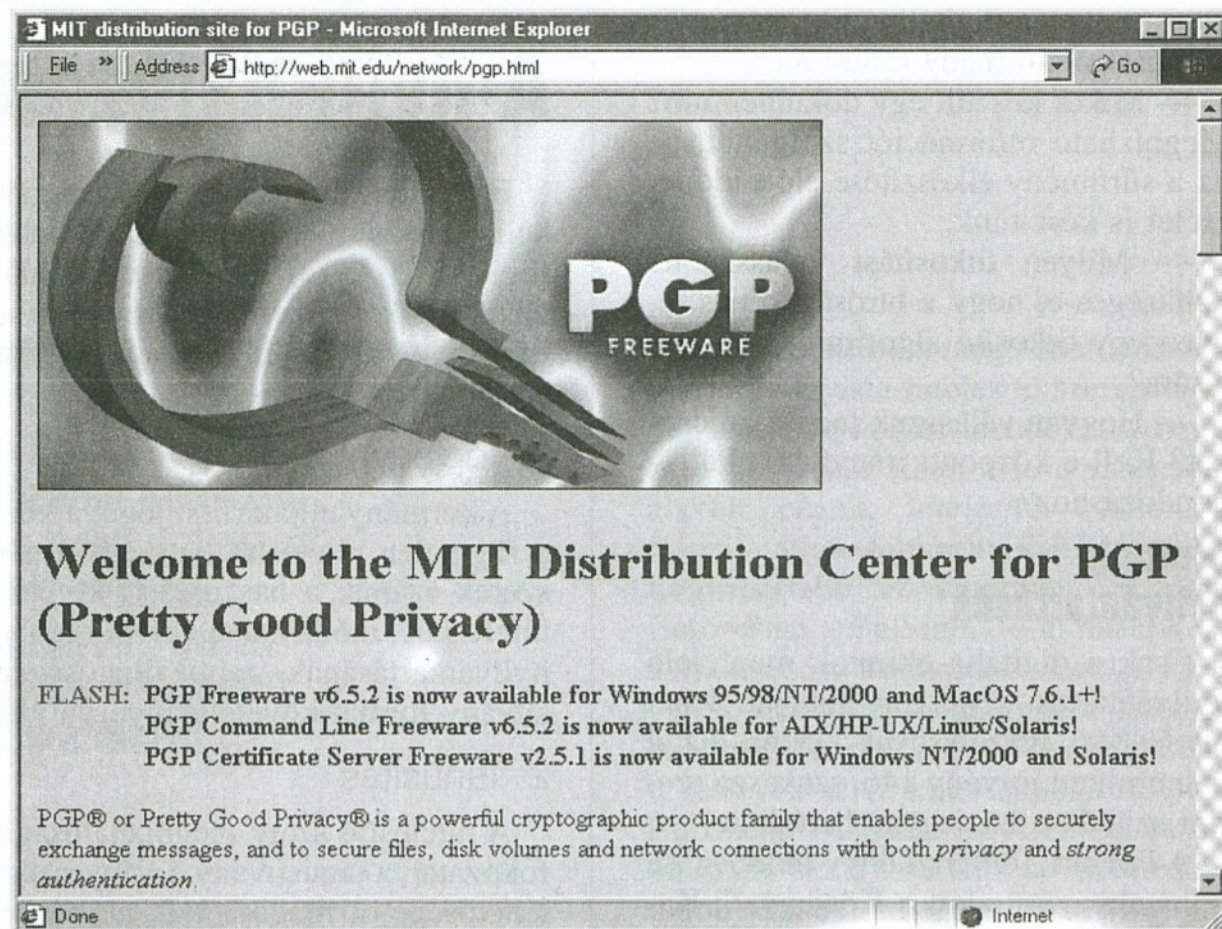 MIT distribution site for PGP - Microsoft Internet Explorer
File » Address http://web.mit.edu/network/pgp.html Go
PGP
FREEWARE
Welcome to the MIT Distribution Center for PGP
(Pretty Good Privacy)
FLASH: PGP Freeware v6.5.2 is now available for Windows 95/98/NT/2000 and MacOS 7.6.1+!
PGP Command Line Freeware v6.5.2 is now available for AIX/HP-UX/Linux/Solaris!
PGP Certificate Server Freeware v2.5.1 is now available for Windows NT/2000 and Solaris!
PGP® or Pretty Good Privacy® is a powerful cryptographic product family that enables people to securely
exchange messages, and to secure files, disk volumes and network connections with both privacy and strong
authentication.
Done Internet